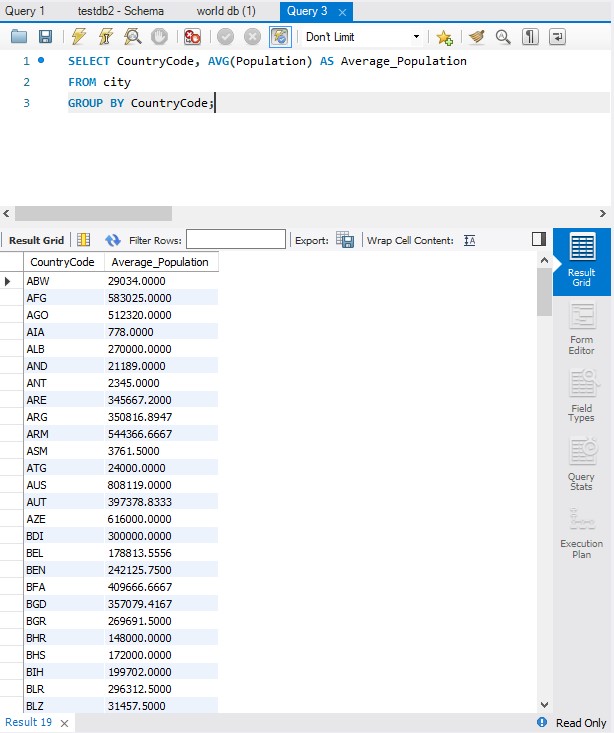 Query 1 testdb2 - Schema world db (1) Query 3
Don't Limit
1 SELECT CountryCode, AVG(Population) AS Average_Population
2 FROM city
3 GROUP BY CountryCode;
Result Grid Filter Rows: Export: Wrap Cell Content:
CountryCode Average_Population
ABW 29034.0000
AFG 583025.0000
AGO 512320.0000
AIA 778.0000
ALB 270000.0000
AND 21189.0000
ANT 2345.0000
ARE 345667.2000
ARG 350816.8947
ARM 544366.6667
ASM 3761.5000
ATG 24000.0000
AUS 808119.0000
AUT 397378.8333
AZE 616000.0000
BDI 300000.0000
BEL 178813.5556
BEN 242125.7500
BFA 409666.6667
BGD 357079.4167
BGR 269691.5000
BHR 148000.0000
BHS 172000.0000
BIH 199702.0000
BLR 296312.5000
BLZ 31457.5000
Result
Grid
Form
Editor
Field
Types
Query
Stats
Execution
Plan
Result 19 Read Only